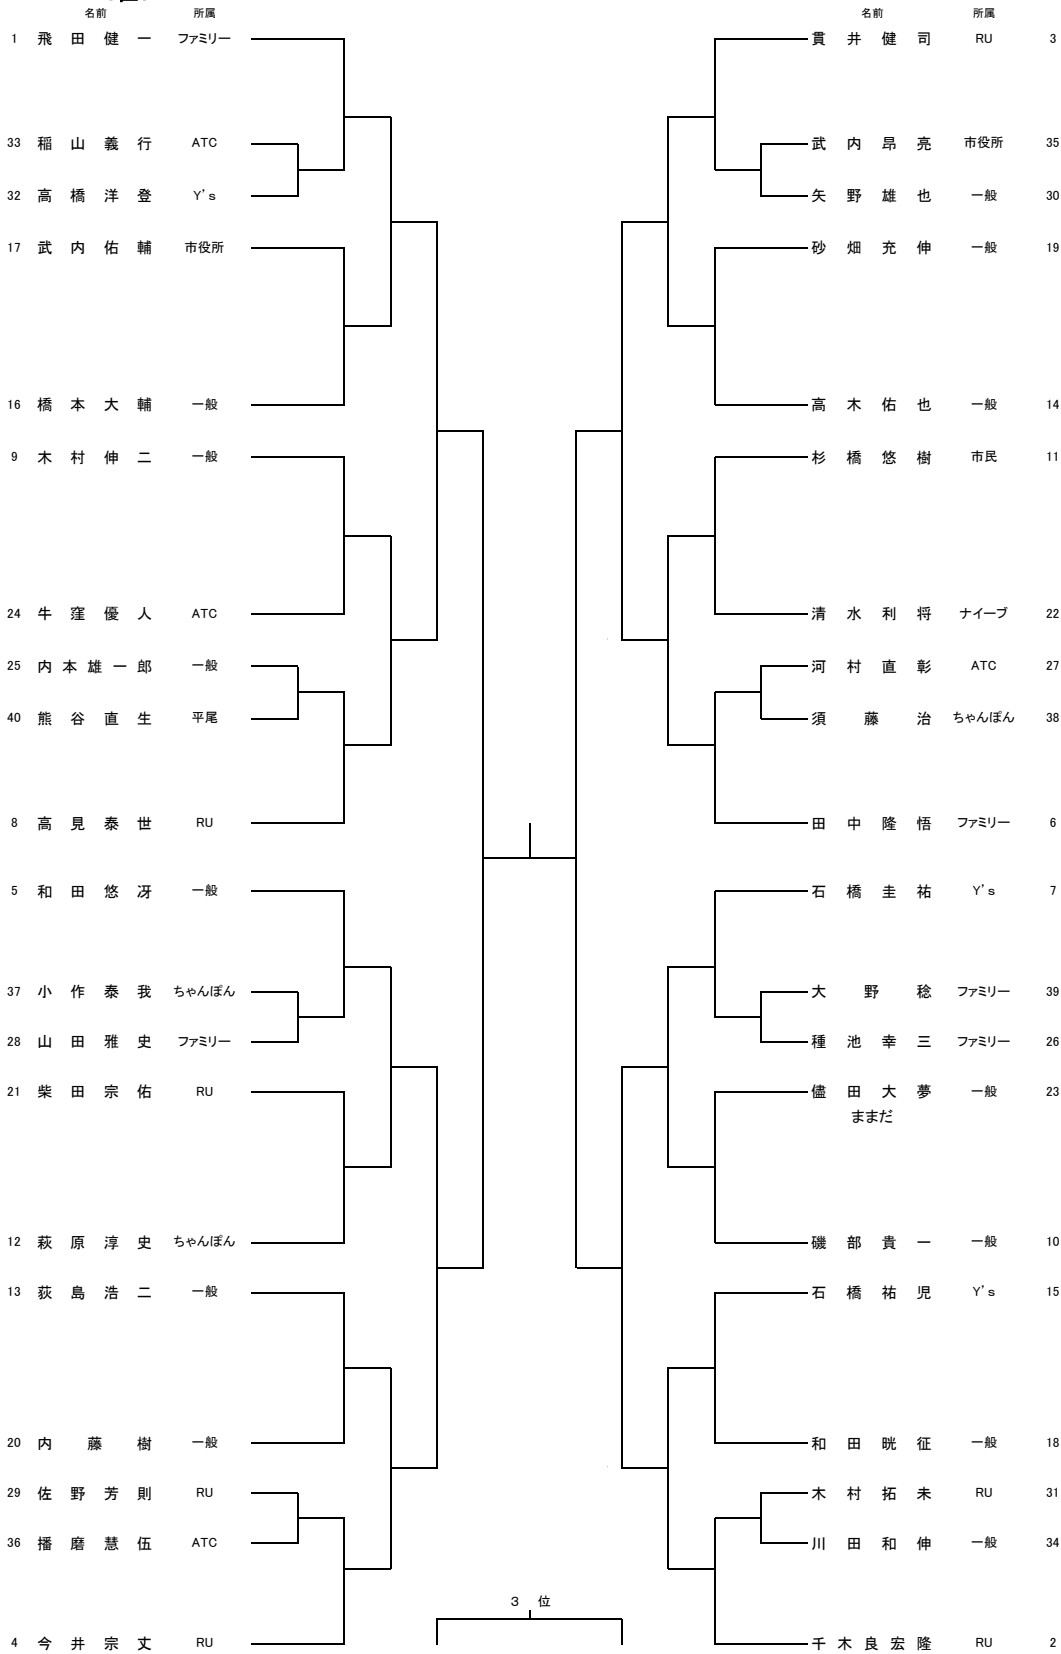 名前 所属
1 飛田健一 ファミリー
33 稲山義行 ATC
32 高橋洋登 Y's
17 武内佑輔 市役所
16 橋本大輔 一般
9 木村伸二 一般
24 牛窪優人 ATC
25 内本雄一郎 一般
40 熊谷直生 平尾
8 高見泰世 RU
5 和田悠冴 一般
37 小作泰我 ちゃんぽん
28 山田雅史 ファミリー
21 柴田宗佑 RU
12 萩原淳史 ちゃんぽん
13 荻島浩二 一般
20 内藤樹 一般
29 佐野芳則 RU
36 播磨慧伍 ATC
4 今井宗丈 RU
3 位
名前 所属
貫井健司 RU 3
武内昂亮 市役所 35
矢野雄也 一般 30
砂畑充伸 一般 19
高木佑也 一般 14
杉橋悠樹 市民 11
清水利将 ナイーブ 22
河村直彰 ATC 27
須藤治 ちゃんぽん 38
田中隆悟 ファミリー 6
石橋圭祐 Y's 7
大野稔 ファミリー 39
種池幸三 ファミリー 26
儘田大夢 一般 23
ままだ
磯部貴一 一般 10
石橋祐児 Y's 15
和田晄征 一般 18
木村拓未 RU 31
川田和伸 一般 34
千木良宏隆 RU 2